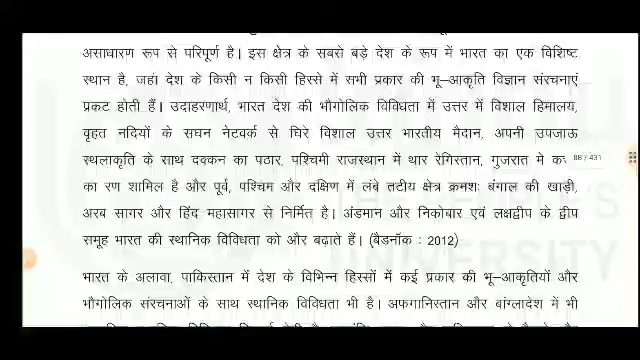 असाधारण रूप से परिपूर्ण है। इस क्षेत्र के सबसे बड़े देश के रूप में भारत का एक विशिष्ट
स्थान है, जहां देश के किसी न किसी हिस्से में सभी प्रकार की भू–आकृति विज्ञान संरचनाएं
प्रकट होती हैं। उदाहरणार्थ, भारत देश की भौगोलिक विविधता में उत्तर में विशाल हिमालय,
वृहत नदियों के सघन नेटवर्क से घिरे विशाल उत्तर भारतीय मैदान, अपनी उपजाऊ
स्थलाकृति के साथ दक्कन का पठार, पश्चिमी राजस्थान में थार रेगिस्तान, गुजरात मे
88 / 431
का रण शामिल है और पूर्व, पश्चिम और दक्षिण में लंबे तटीय क्षेत्र क्रमशः बंगाल की खाड़ी,
अरब सागर और हिंद महासागर से निर्मित है। अंडमान और निकोबार एवं लक्षद्वीप के द्वीप
समूह भारत की स्थानिक विविधता को और बढ़ाते हैं। (बैडनॉक : 2012)
भारत के अलावा, पाकिस्तान में देश के विभिन्न हिस्सों में कई प्रकार की भू–आकृतियों और
भौगोलिक संरचनाओं के साथ स्थानिक विविधता भी है। अफगानिस्तान और बांग्लादेश में भी